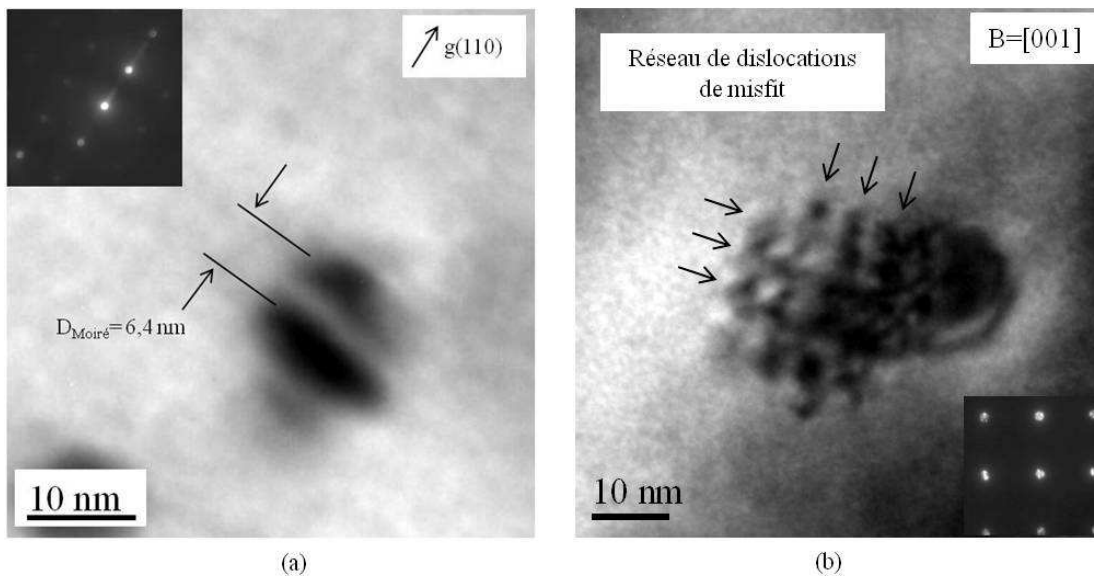 g(110)
D_Moiré=6,4 nm
10 nm
(a)
B=[001]
Réseau de dislocations
de misfit
10 nm
(b)